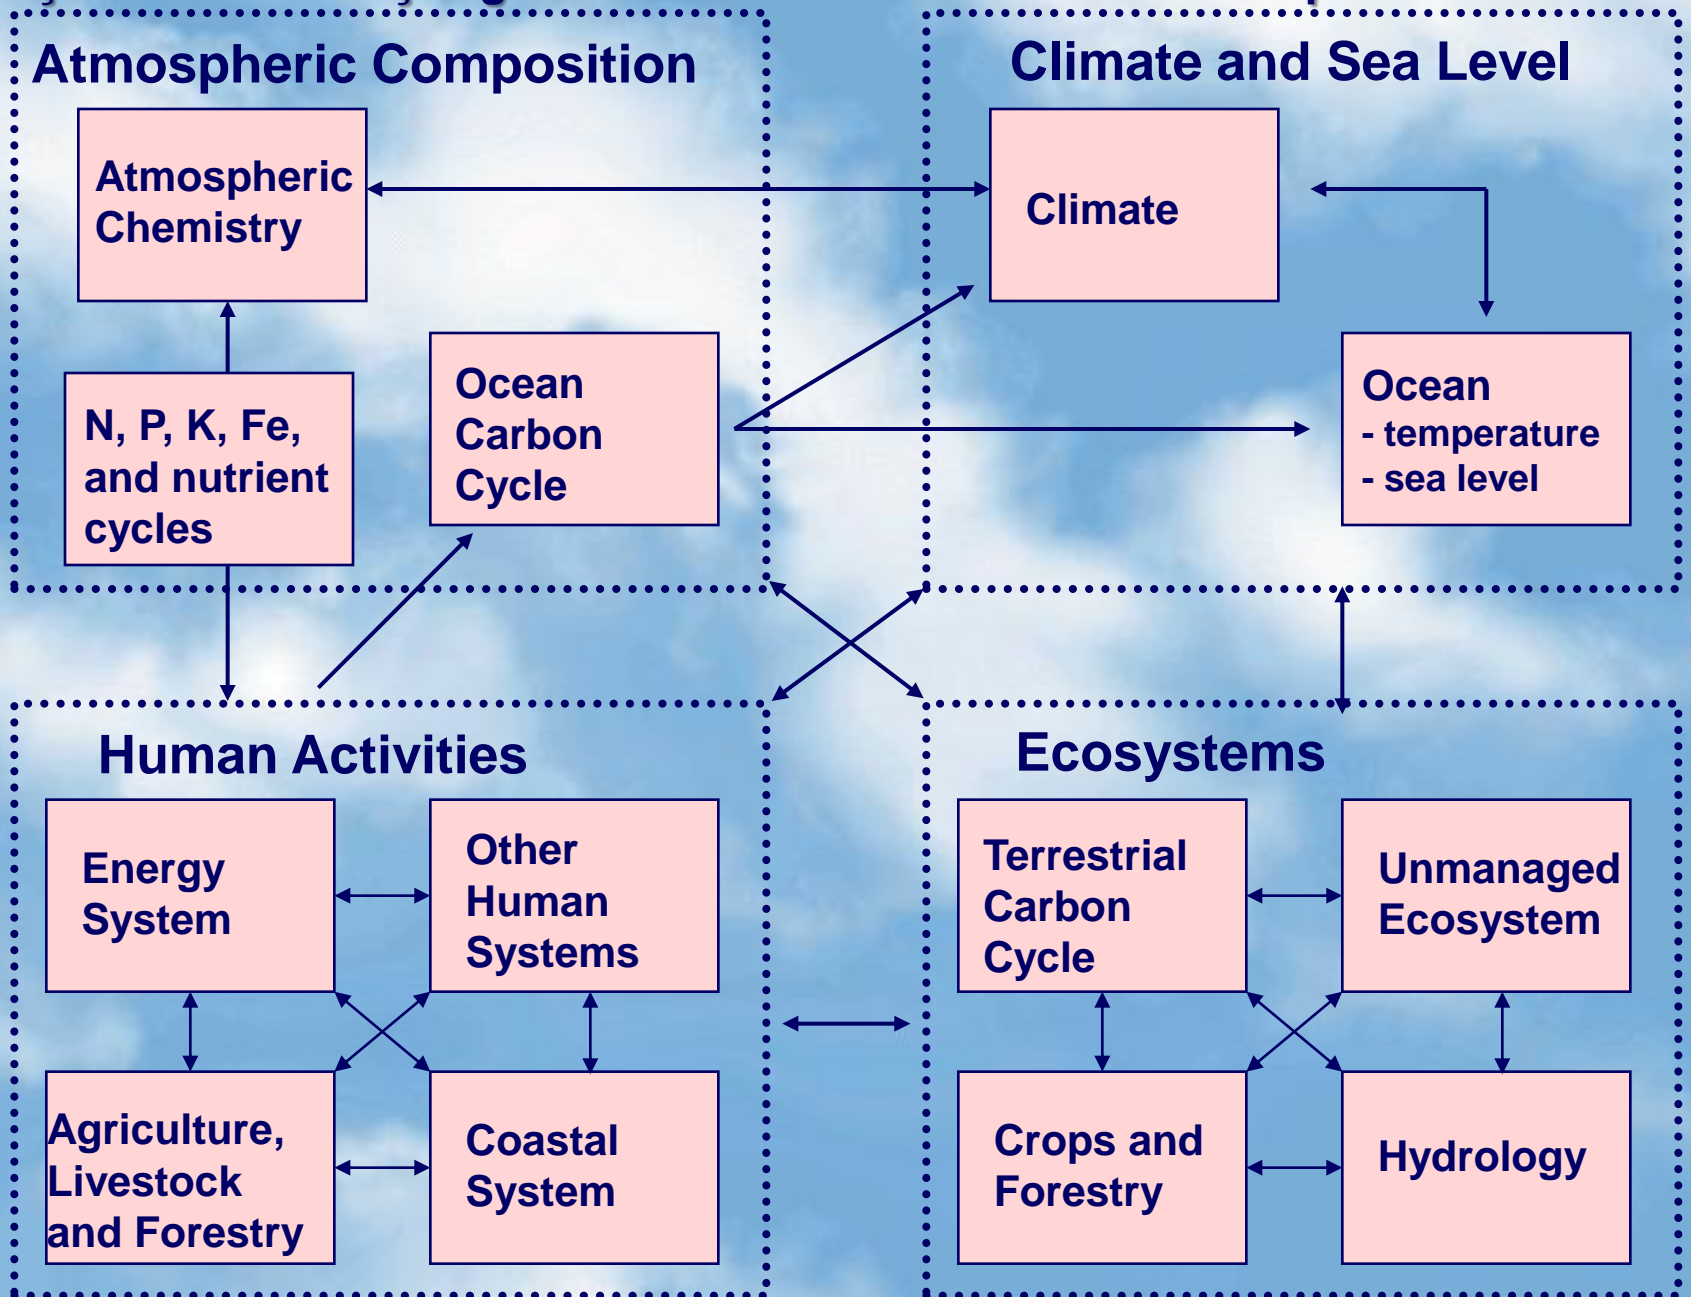 Atmospheric Composition
Atmospheric
Chemistry
N, P, K, Fe,
and nutrient
cycles
Ocean
Carbon
Cycle
Climate and Sea Level
Climate
Ocean
- temperature
- sea level
Human Activities
Energy
System
Other
Human
Systems
Agriculture,
Livestock
and Forestry
Coastal
System
Ecosystems
Terrestrial
Carbon
Cycle
Unmanaged
Ecosystem
Crops and
Forestry
Hydrology